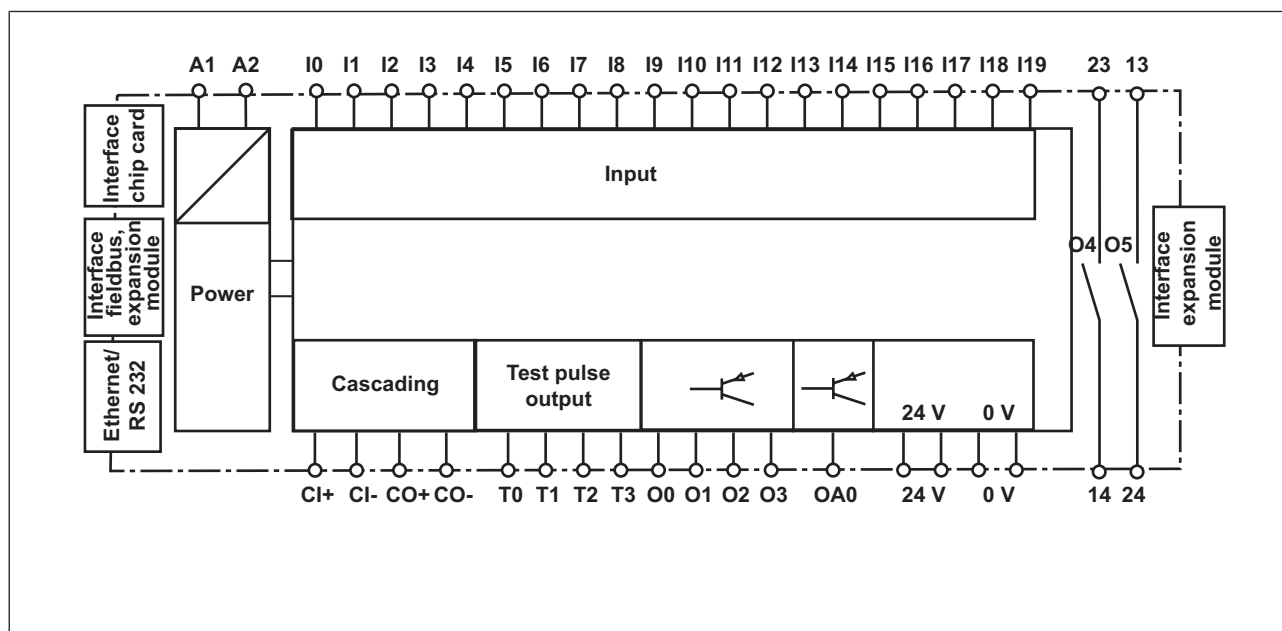 A1 A2 I0 I1 I2 I3 I4 I5 I6 I7 I8 I9 I10 I11 I12 I13 I14 I15 I16 I17 I18 I19 23 13
Interface
chip card
Interface
fieldbus,
expansion
module
Ethernet/
RS 232
Power
Input
O4 O5
Interface
expansion
module
Cascading
Test pulse
output
24 V 0 V
CI+ CI- CO+ CO- T0 T1 T2 T3 O0 O1 O2 O3 OA0 24 V 0 V 14 24